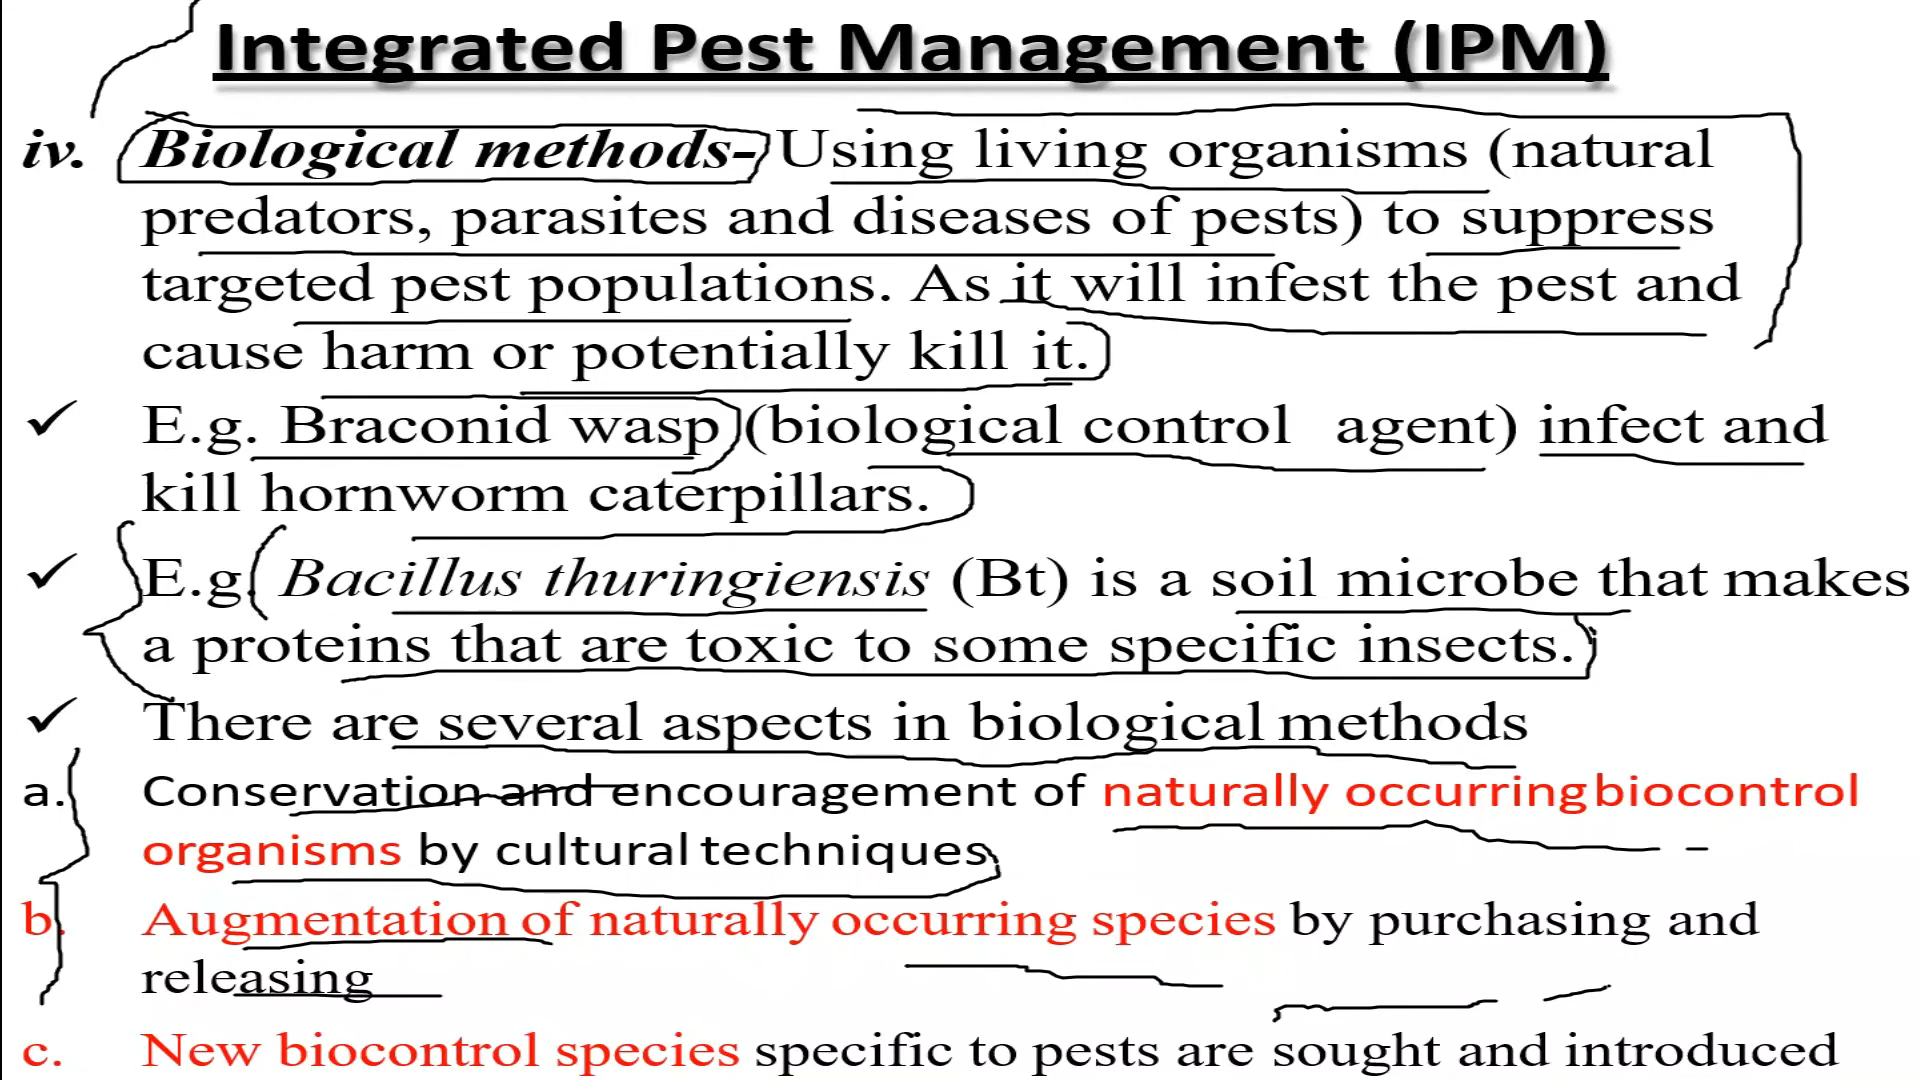 Integrated Pest Management (IPM)
iv. Biological methods- Using living organisms (natural
predators, parasites and diseases of pests) to suppress
targeted pest populations. As it will infest the pest and
cause harm or potentially kill it.
✓ E.g. Braconid wasp (biological control agent) infect and
kill hornworm caterpillars.
✓ E.g. Bacillus thuringiensis (Bt) is a soil microbe that makes
a proteins that are toxic to some specific insects.
✓ There are several aspects in biological methods
a. Conservation and encouragement of naturally occurring biocontrol
organisms by cultural techniques
b. Augmentation of naturally occurring species by purchasing and
releasing
c. New biocontrol species specific to pests are sought and introduced